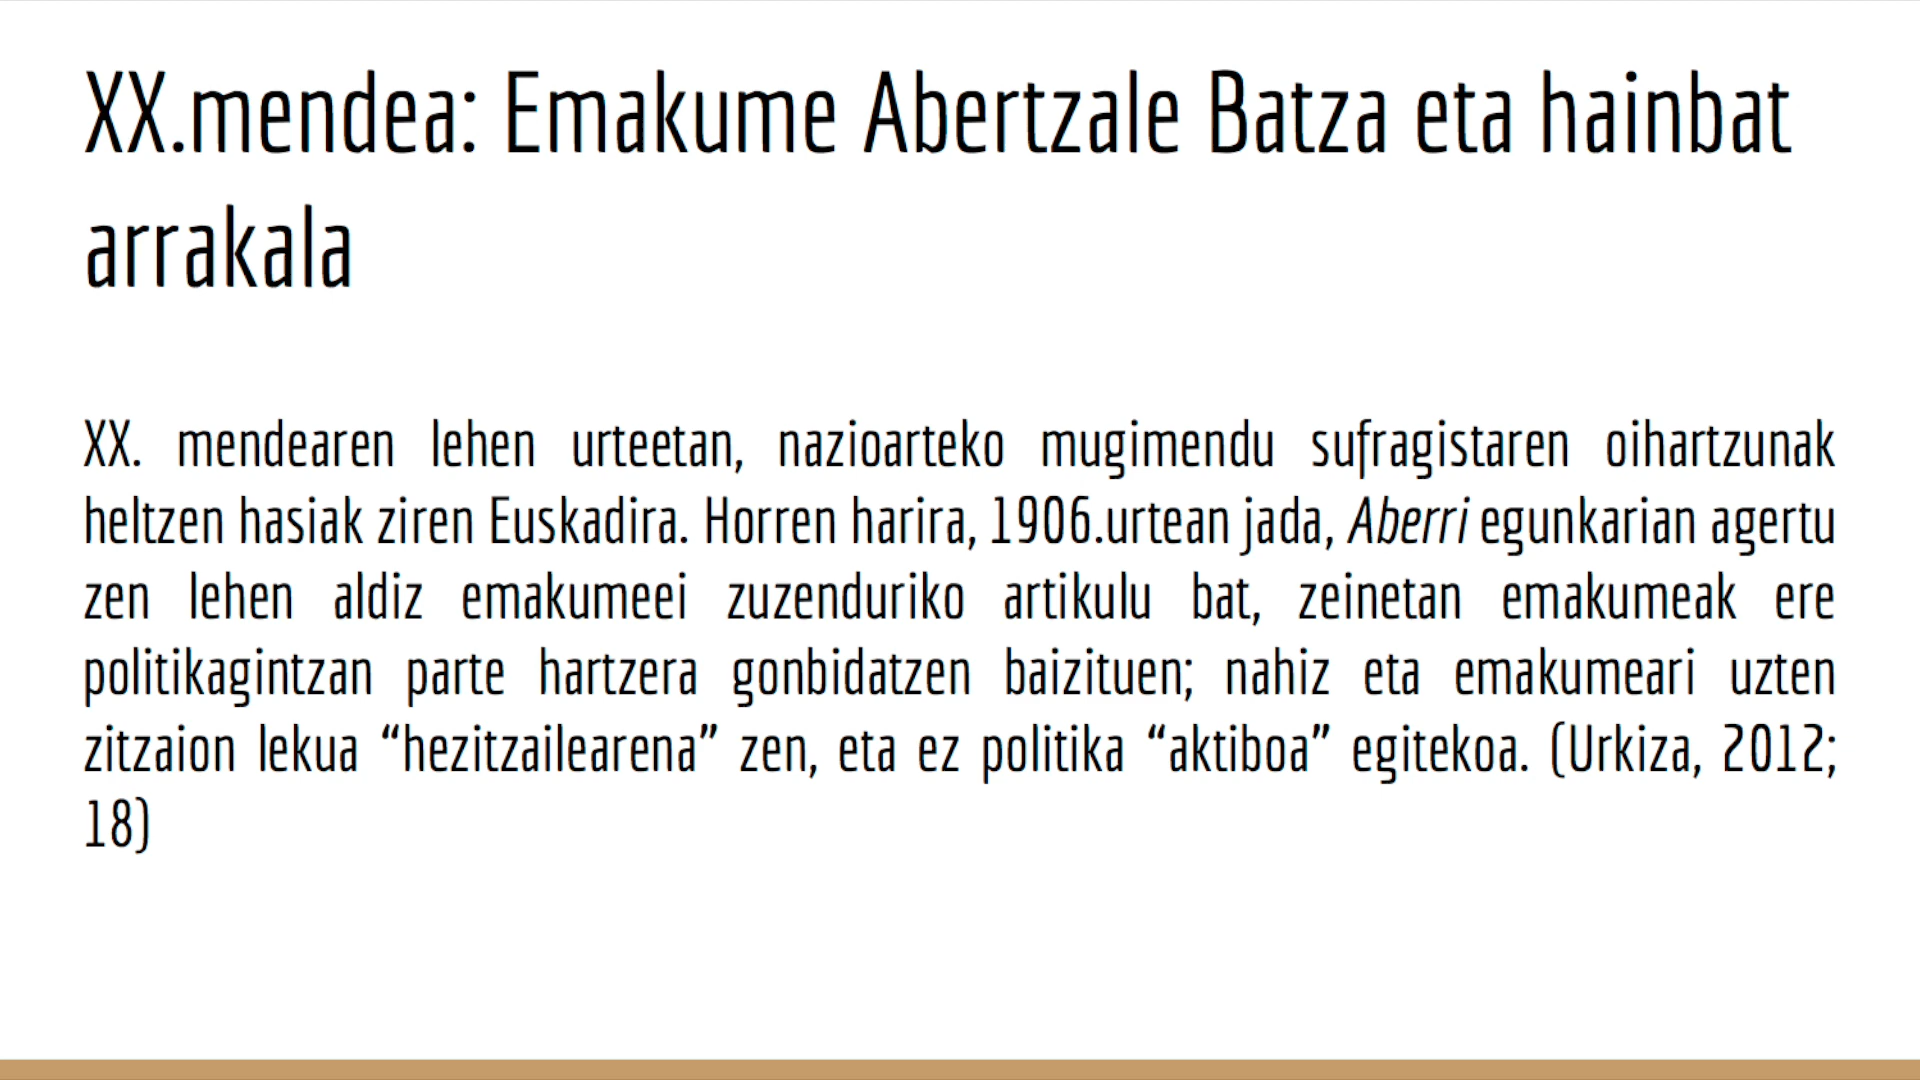 XX.mendea: Emakume Abertzale Batza eta hainbat
arrakala
XX. mendearen lehen urteetan, nazioarteko mugimendu sufragistaren oihartzunak
heltzen hasiak ziren Euskadira. Horren harira, 1906.urtean jada, Aberri egunkarian agertu
zen lehen aldiz emakumeei zuzenduriko artikulu bat, zeinetan emakumeak ere
politikagintzan parte hartzera gonbidatzen baizituen; nahiz eta emakumeari uzten
zitzaion lekua “hezitzailearena” zen, eta ez politika “aktiboa” egitekoa. (Urkiza, 2012;
18)